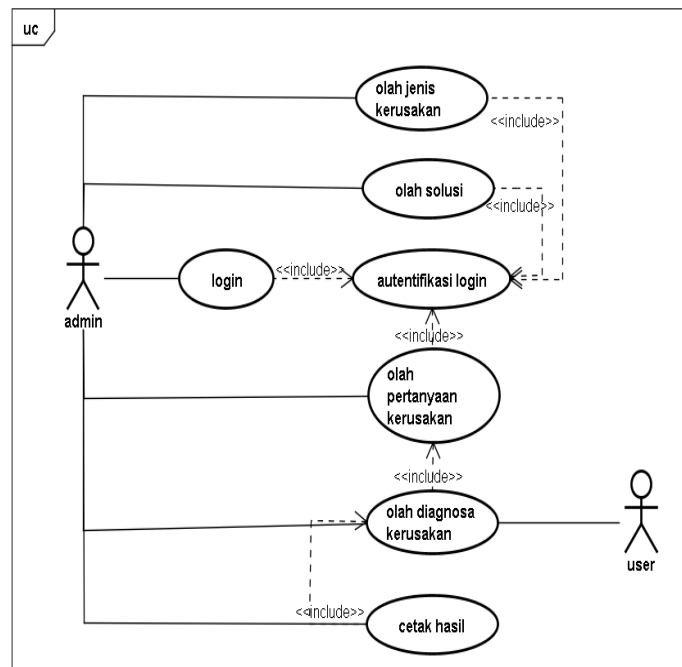 uc
olah jenis
kerusakan
<<include>>
olah solusi
<<include>>
login
<<include>>
autentifikasi login
admin
<<include>>
olah
pertanyaan
kerusakan
<<include>>
olah diagnosa
kerusakan
user
<<include>>
cetak hasil